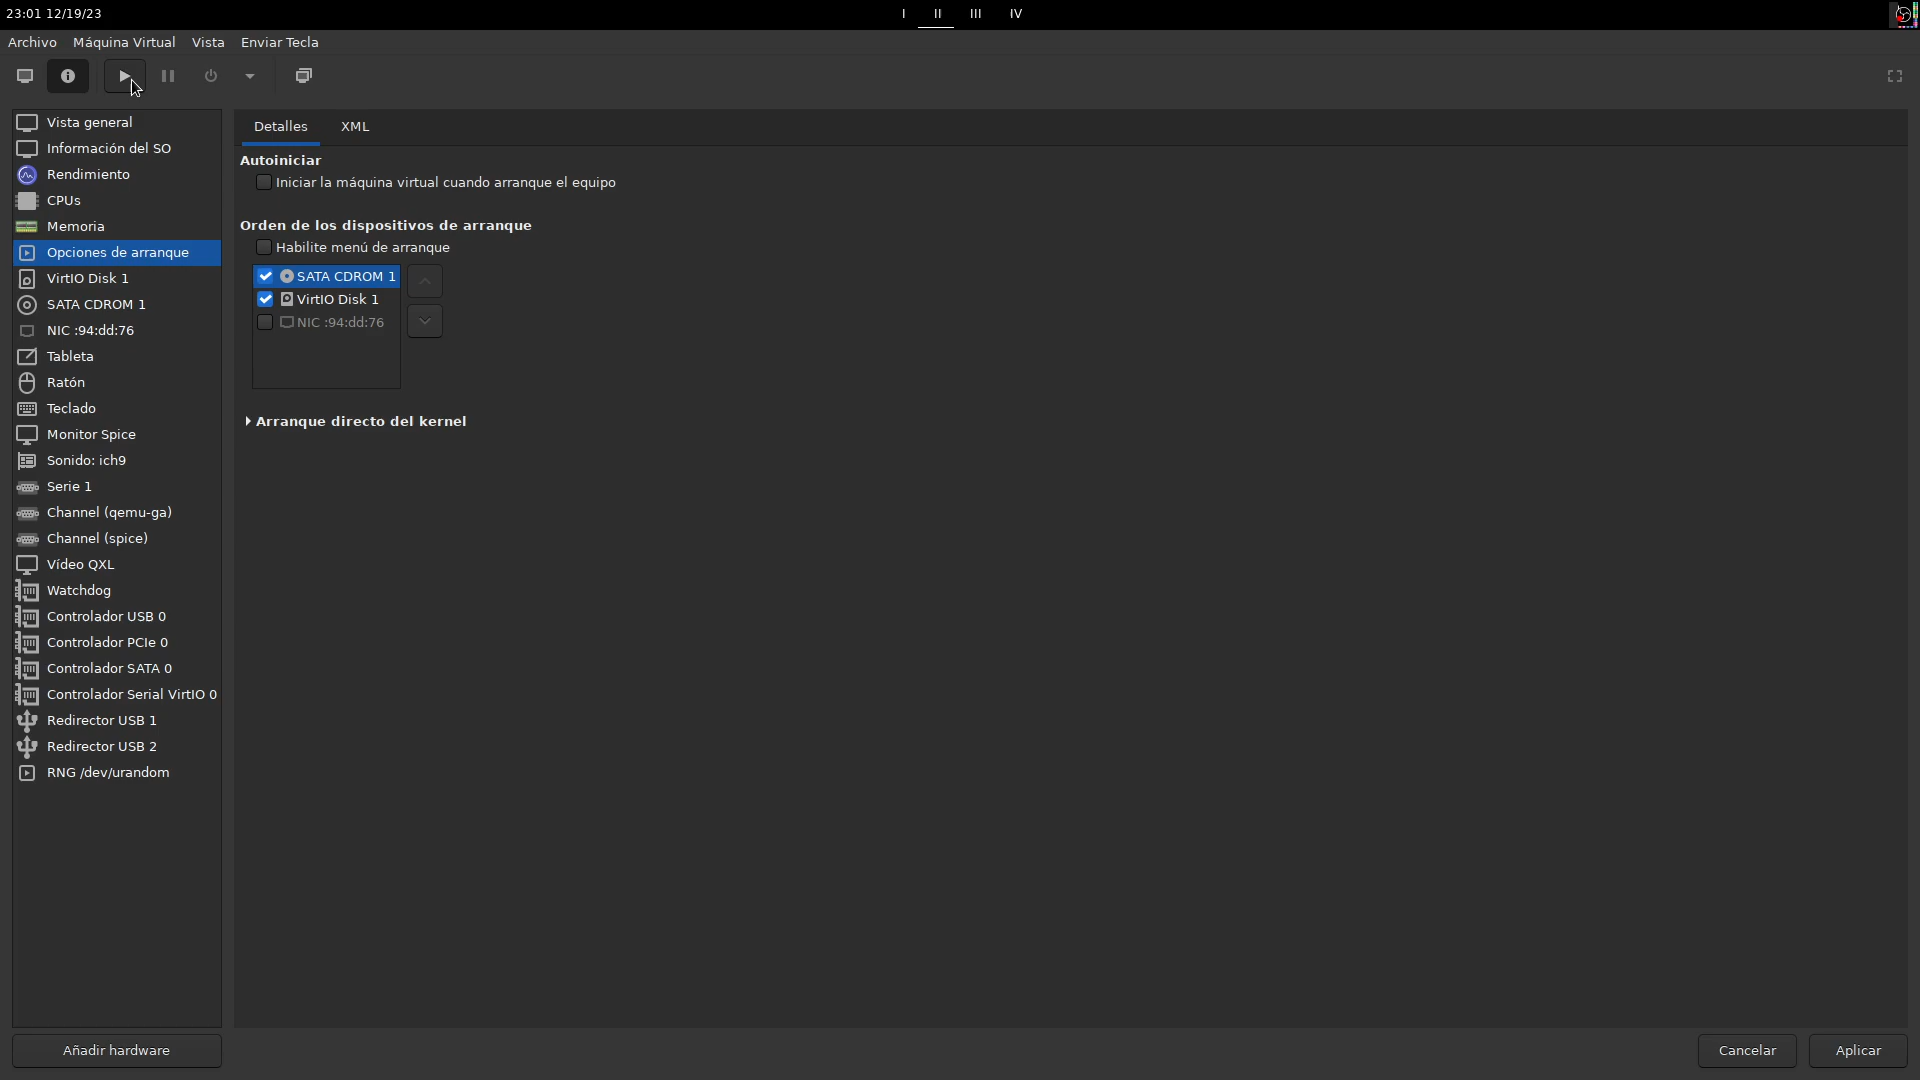 23:01 12/19/23
I II III IV
Archivo Máquina Virtual Vista Enviar Tecla
Vista general
Información del SO
Rendimiento
CPUs
Memoria
Opciones de arranque
VirtIO Disk 1
SATA CDROM 1
NIC :94:dd:76
Tableta
Ratón
Teclado
Monitor Spice
Sonido: ich9
Serie 1
Channel (qemu-ga)
Channel (spice)
Vídeo QXL
Watchdog
Controlador USB 0
Controlador PCIe 0
Controlador SATA 0
Controlador Serial VirtIO 0
Redirector USB 1
Redirector USB 2
RNG /dev/urandom
Añadir hardware
Detalles XML
Autoiniciar
Iniciar la máquina virtual cuando arranque el equipo
Orden de los dispositivos de arranque
Habilite menú de arranque
SATA CDROM 1
VirtIO Disk 1
NIC :94:dd:76
Arranque directo del kernel
Cancelar Aplicar